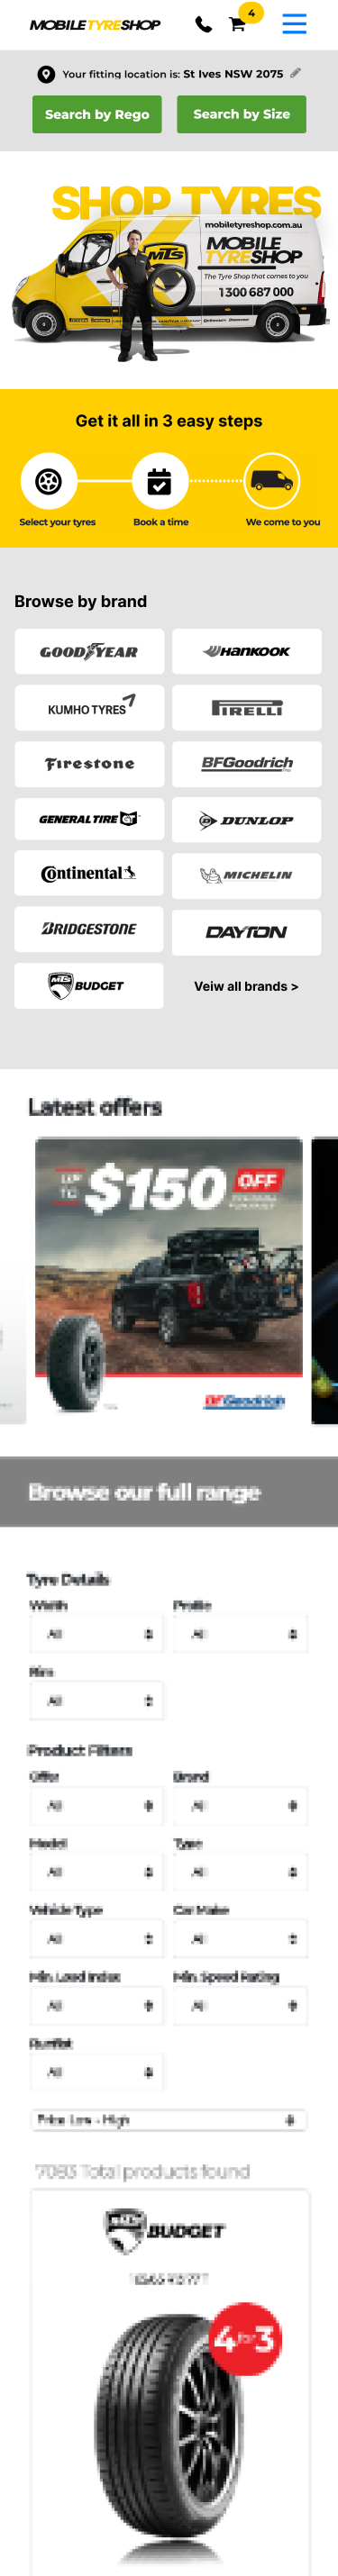 MOBILETYRESHOP
4
Your fitting location is: St Ives NSW 2075
Search by Rego
Search by Size
SHOP TYRES
mobiletyreshop.com.au
MTS
MOBILE
TYRESHOP
The Tyre Shop that comes to you
1300 687 000
Get it all in 3 easy steps
Select your tyres
Book a time
We come to you
Browse by brand
GOODYEAR
HANKOOK
KUMHO TYRES
PIRELLI
Firestone
BFGoodrich
GENERAL TIRE
DUNLOP
Continental
MICHELIN
BRIDGESTONE
DAYTON
MTS BUDGET
Veiw all brands >
Latest offers
UP TO $150 OFF
BFGoodrich
Browse our full range
Tyre Details
Width
Profile
All
All
Rim
All
Product Filters
Offer
Brand
All
All
Model
Type
All
All
Vehicle Type
Car Make
All
All
Min. Load Index
Min. Speed Rating
All
All
Runflat
All
Price Low - High
7093 Total products found
BUDGET
4 for 3